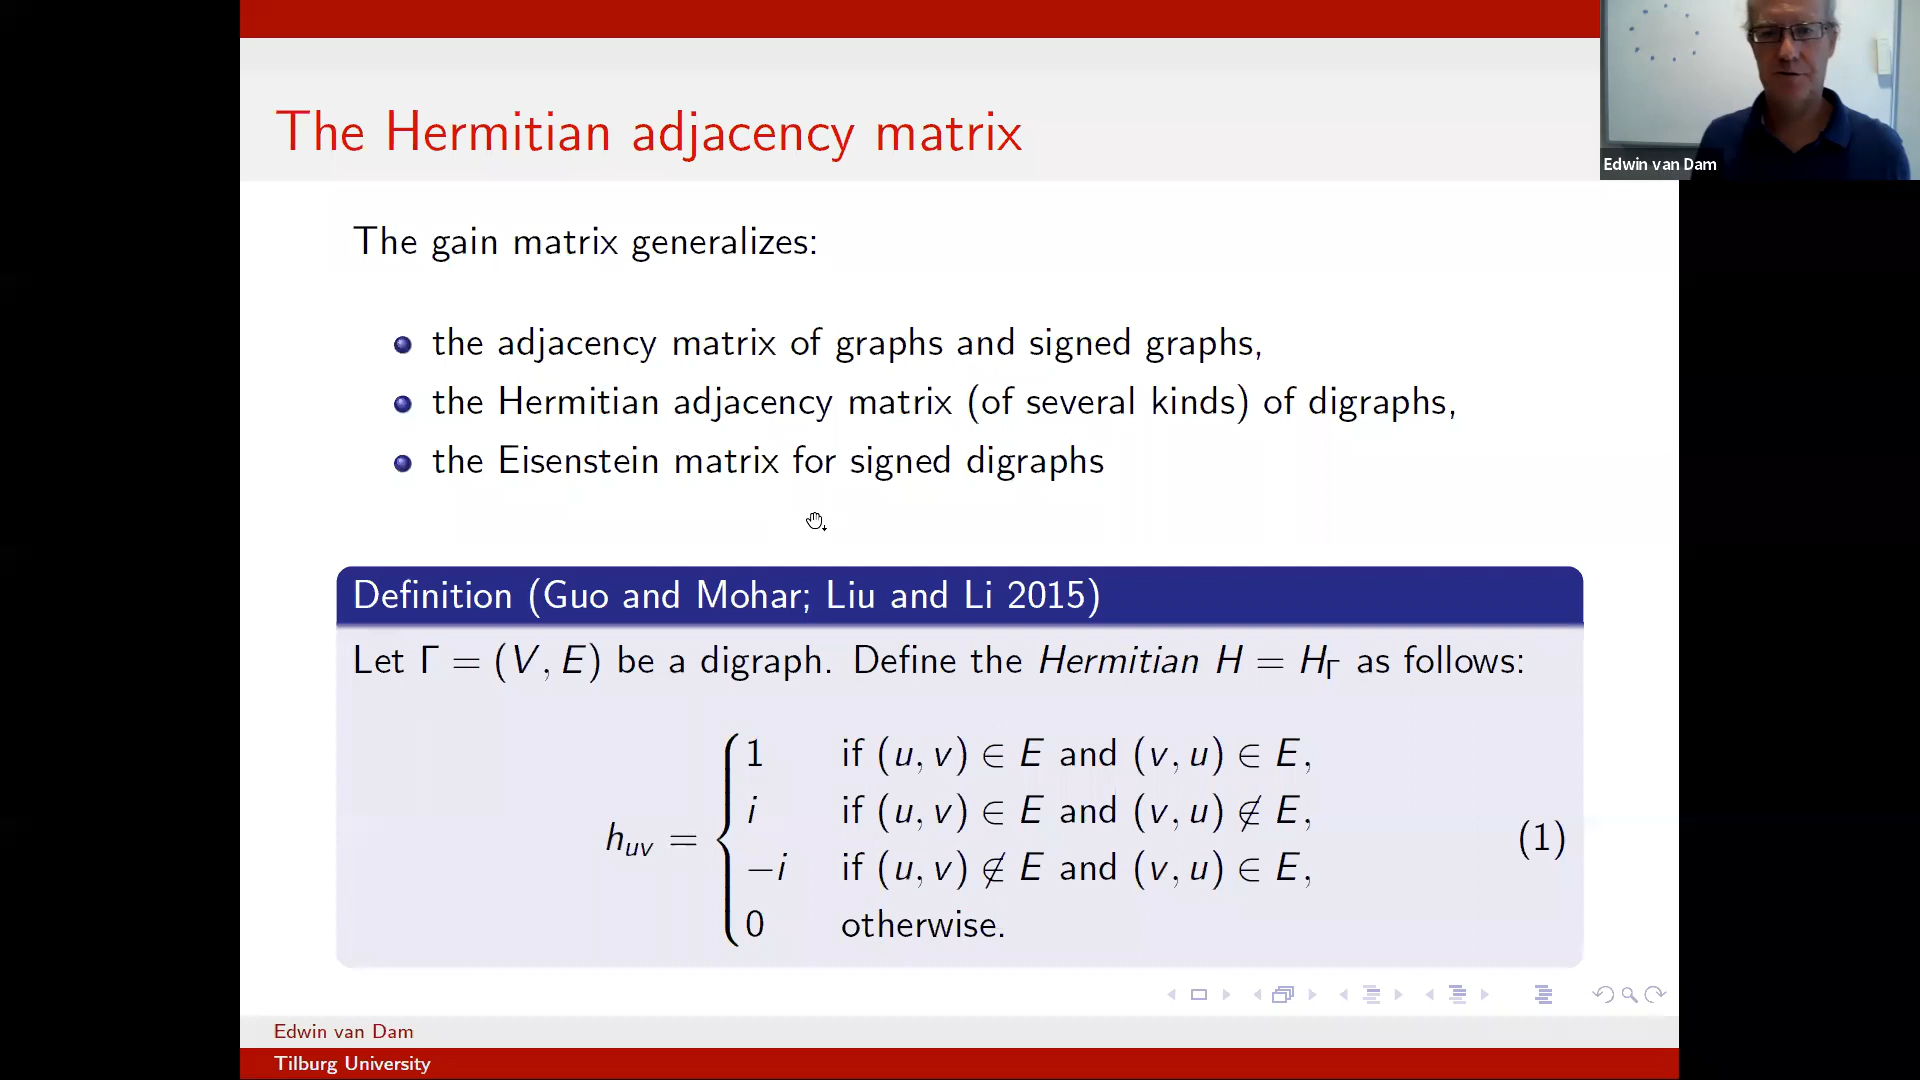 The Hermitian adjacency matrix
Edwin van Dam
The gain matrix generalizes:
the adjacency matrix of graphs and signed graphs,
the Hermitian adjacency matrix (of several kinds) of digraphs,
the Eisenstein matrix for signed digraphs
Definition (Guo and Mohar; Liu and Li 2015)
Let Γ = (V, E) be a digraph. Define the Hermitian H = H_Γ as follows:
h_{uv} = { 1 if (u, v) ∈ E and (v, u) ∈ E,
i if (u, v) ∈ E and (v, u) ∉ E,
−i if (u, v) ∉ E and (v, u) ∈ E,
0 otherwise. (1)
Edwin van Dam
Tilburg University